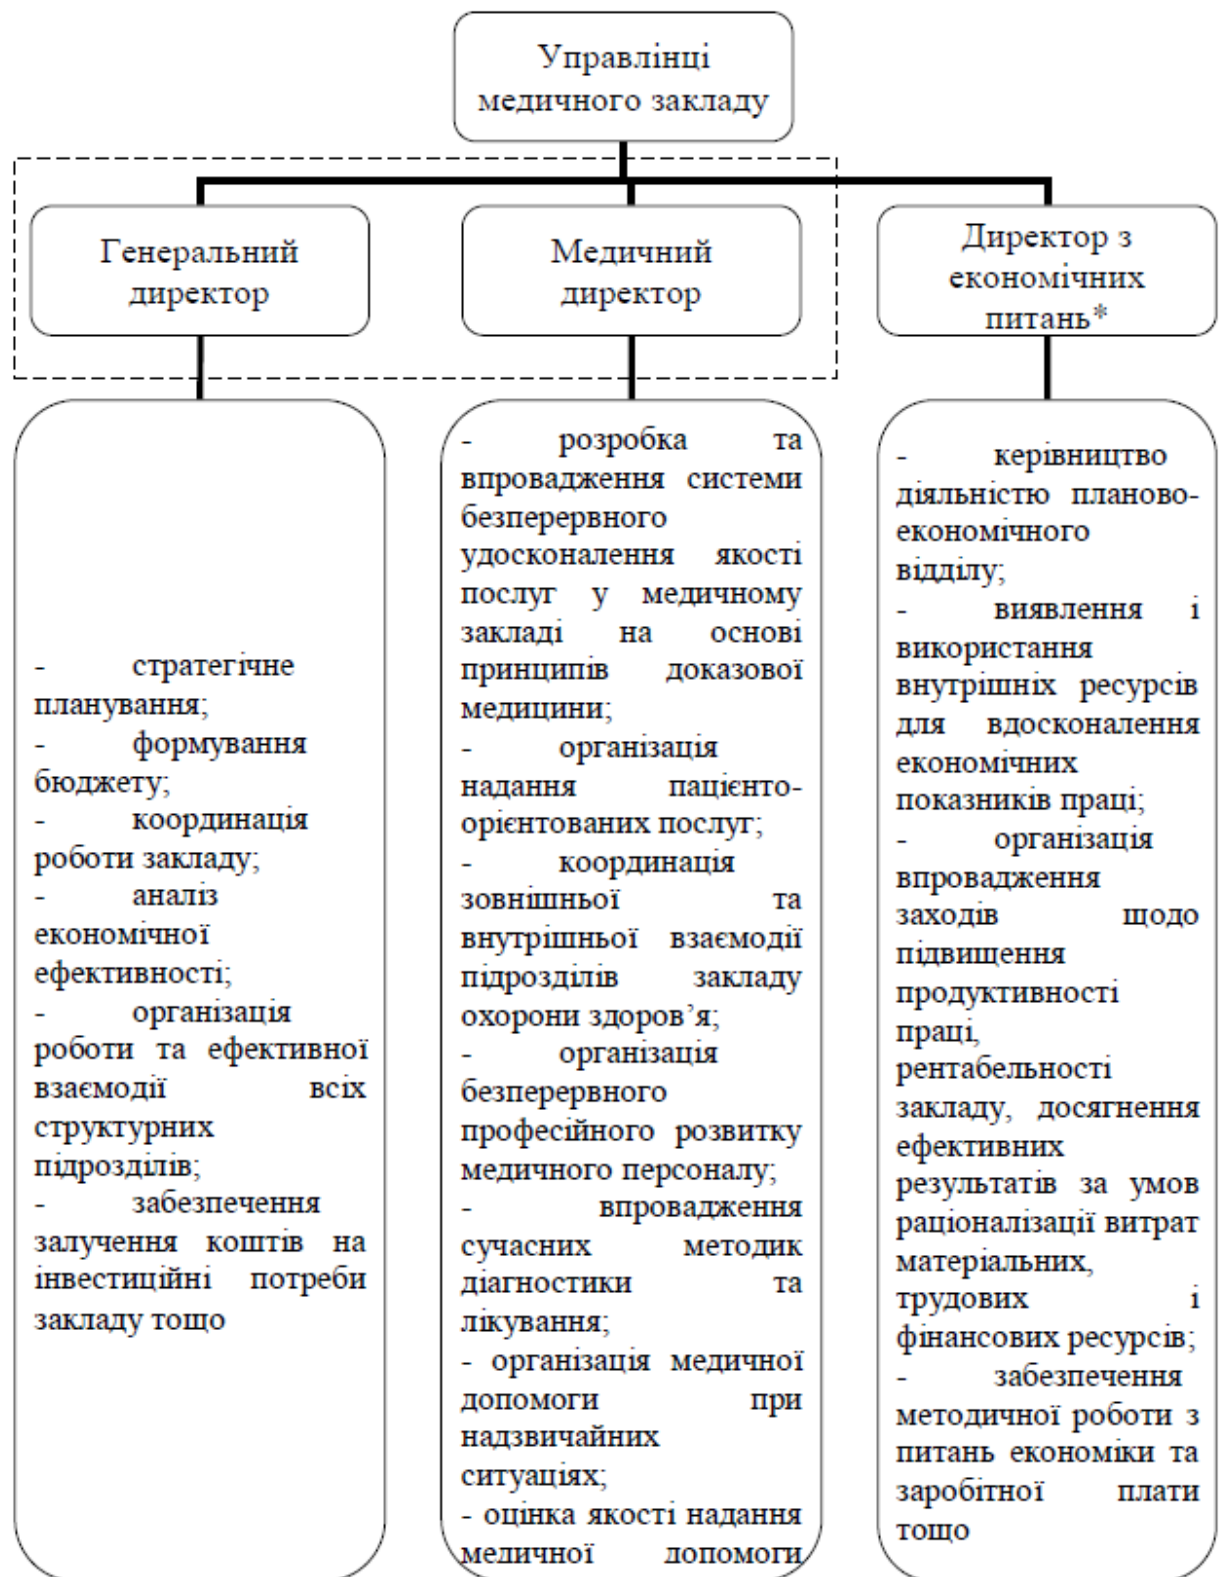 Управлінці
медичного закладу
Генеральний
директор
Медичний
директор
Директор з
економічних
питань*
- стратегічне
планування;
- формування
бюджету;
- координація
роботи закладу;
- аналіз
економічної
ефективності;
- організація
роботи та ефективної
взаємодії всіх
структурних
підрозділів;
- забезпечення
залучення коштів на
інвестиційні потреби
закладу тощо
- розробка та
впровадження системи
безперервного
удосконалення якості
послуг у медичному
закладі на основі
принципів доказової
медицини;
- організація
надання пацієнто-
орієнтованих послуг;
- координація
зовнішньої та
внутрішньої взаємодії
підрозділів закладу
охорони здоров’я;
- організація
безперервного
професійного розвитку
медичного персоналу;
- впровадження
сучасних методик
діагностики та
лікування;
- організація медичної
допомоги при
надзвичайних
ситуаціях;
- оцінка якості надання
медичної допомоги
- керівництво
діяльністю планово-
економічного
відділу;
- виявлення і
використання
внутрішніх ресурсів
для вдосконалення
економічних
показників праці;
- організація
впровадження
заходів щодо
підвищення
продуктивності
праці,
рентабельності
закладу, досягнення
ефективних
результатів за умов
раціоналізації витрат
матеріальних,
трудових і
фінансових ресурсів;
- забезпечення
методичної роботи з
питань економіки та
заробітної плати
тощо